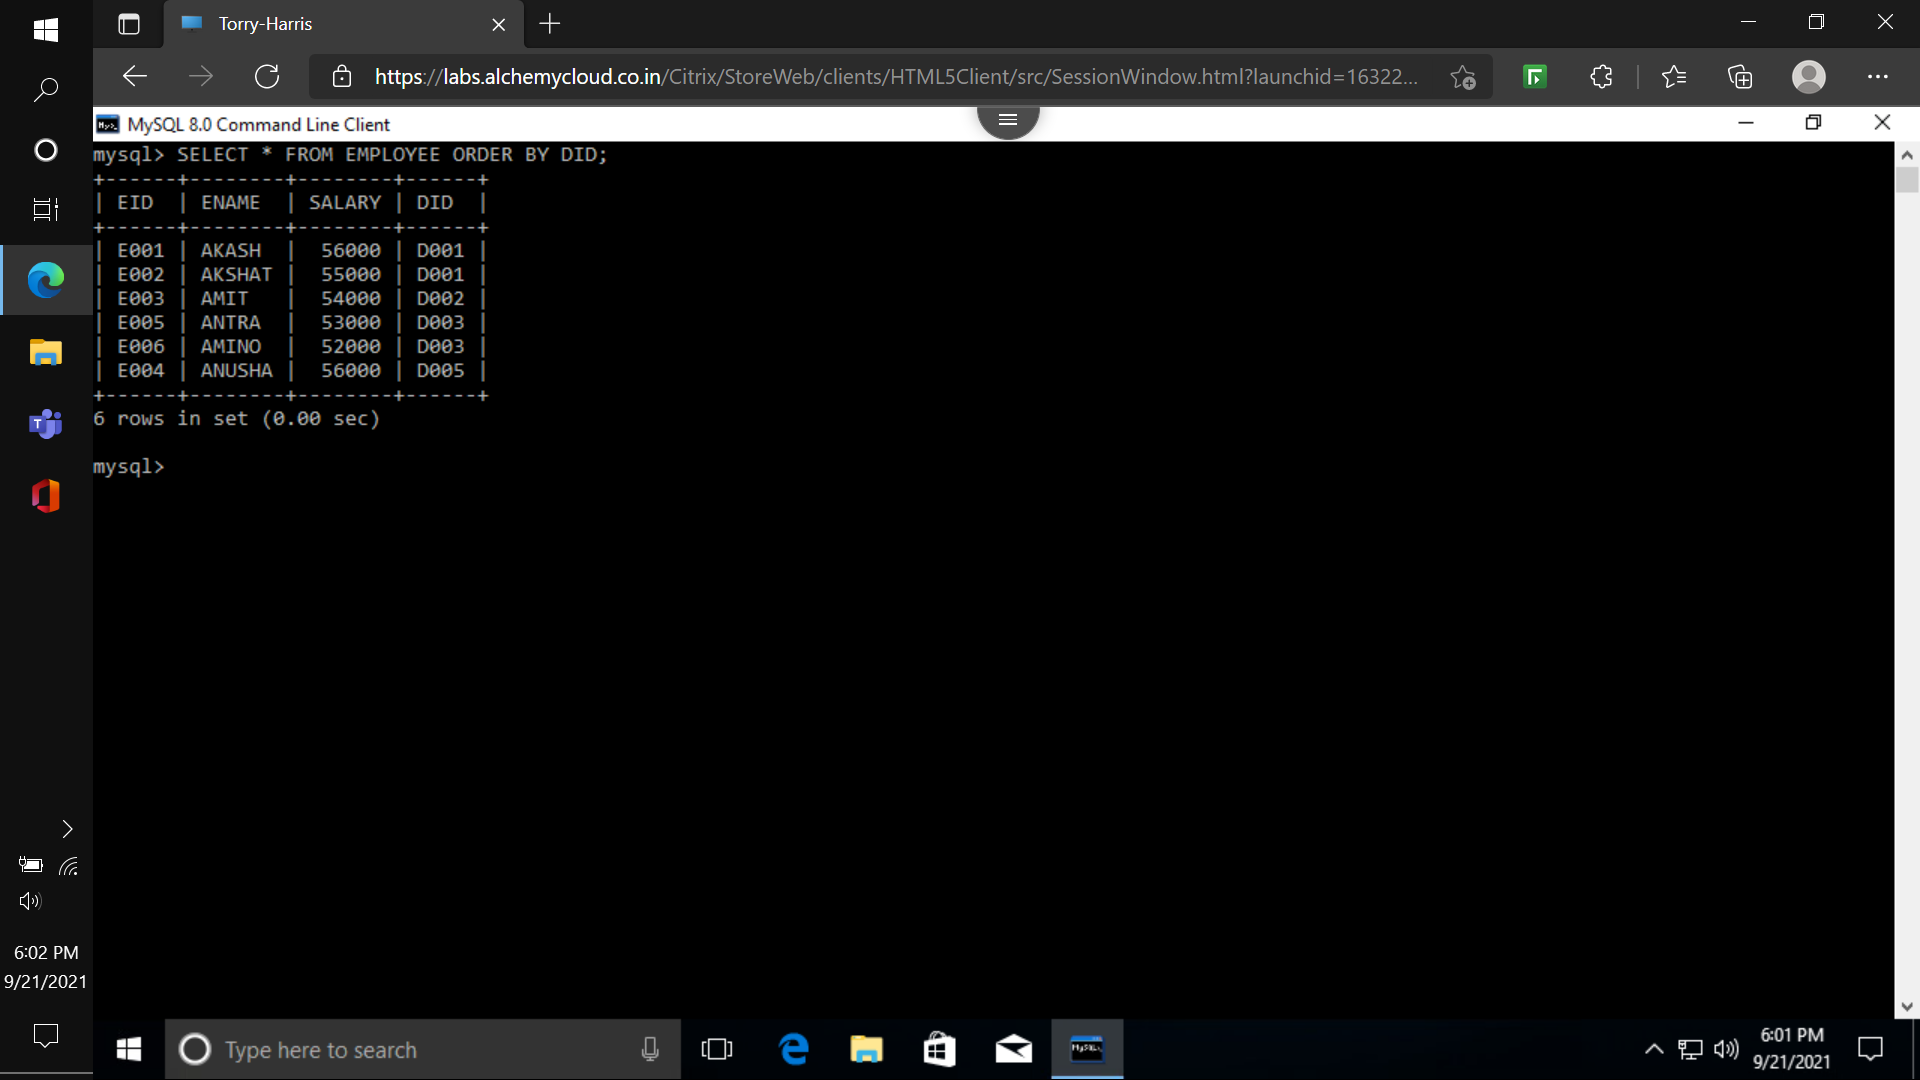 Torry-Harris
https://labs.alchemycloud.co.in/Citrix/StoreWeb/clients/HTML5Client/src/SessionWindow.html?launchid=16322...
MySQL 8.0 Command Line Client
mysql> SELECT * FROM EMPLOYEE ORDER BY DID;
+------+--------+--------+------+
| EID  | ENAME  | SALARY | DID  |
+------+--------+--------+------+
| E001 | AKASH  |  56000 | D001 |
| E002 | AKSHAT |  55000 | D001 |
| E003 | AMIT   |  54000 | D002 |
| E005 | ANTRA  |  53000 | D003 |
| E006 | AMINO  |  52000 | D003 |
| E004 | ANUSHA |  56000 | D005 |
+------+--------+--------+------+
6 rows in set (0.00 sec)
mysql>
6:02 PM
9/21/2021
Type here to search
6:01 PM
9/21/2021